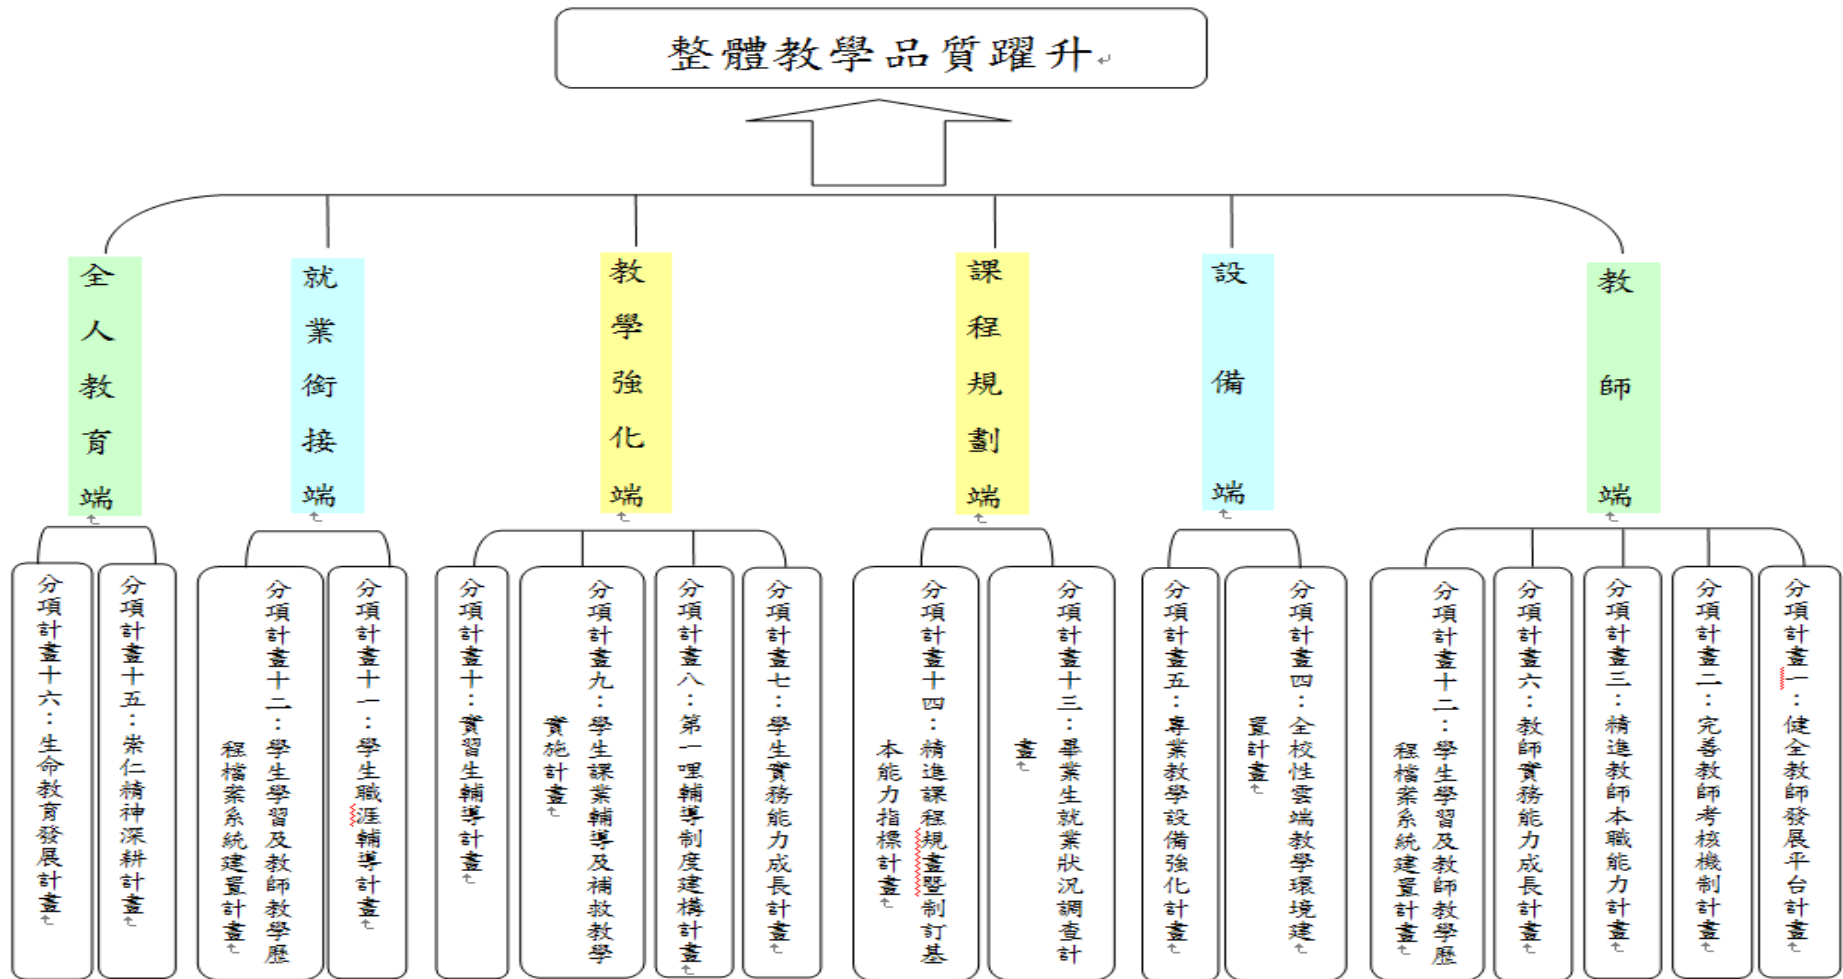 整體教學品質躍升
全人教育端
就業銜接端
教學強化端
課程規劃端
設備端
教師端
分項計畫十六：生命教育發展計畫
分項計畫十五：崇仁精神深耕計畫
分項計畫十二：學生學習及教師教學歷
程檔案系統建置計畫
分項計畫十一：學生職涯輔導計畫
分項計畫十：實習生輔導計畫
分項計畫九：學生課業輔導及補救教學
實施計畫
分項計畫八：第一哩輔導制度建構計畫
分項計畫七：學生實務能力成長計畫
分項計畫十四：精進課程規畫暨制訂基
本能力指標計畫
分項計畫十三：畢業生就業狀況調查計
畫
分項計畫五：專業教學設備強化計畫
分項計畫四：全校性雲端教學環境建
置計畫
分項計畫十二：學生學習及教師教學歷
程檔案系統建置計畫
分項計畫六：教師實務能力成長計畫
分項計畫三：精進教師本職能力計畫
分項計畫二：完善教師考核機制計畫
分項計畫一：健全教師發展平台計畫